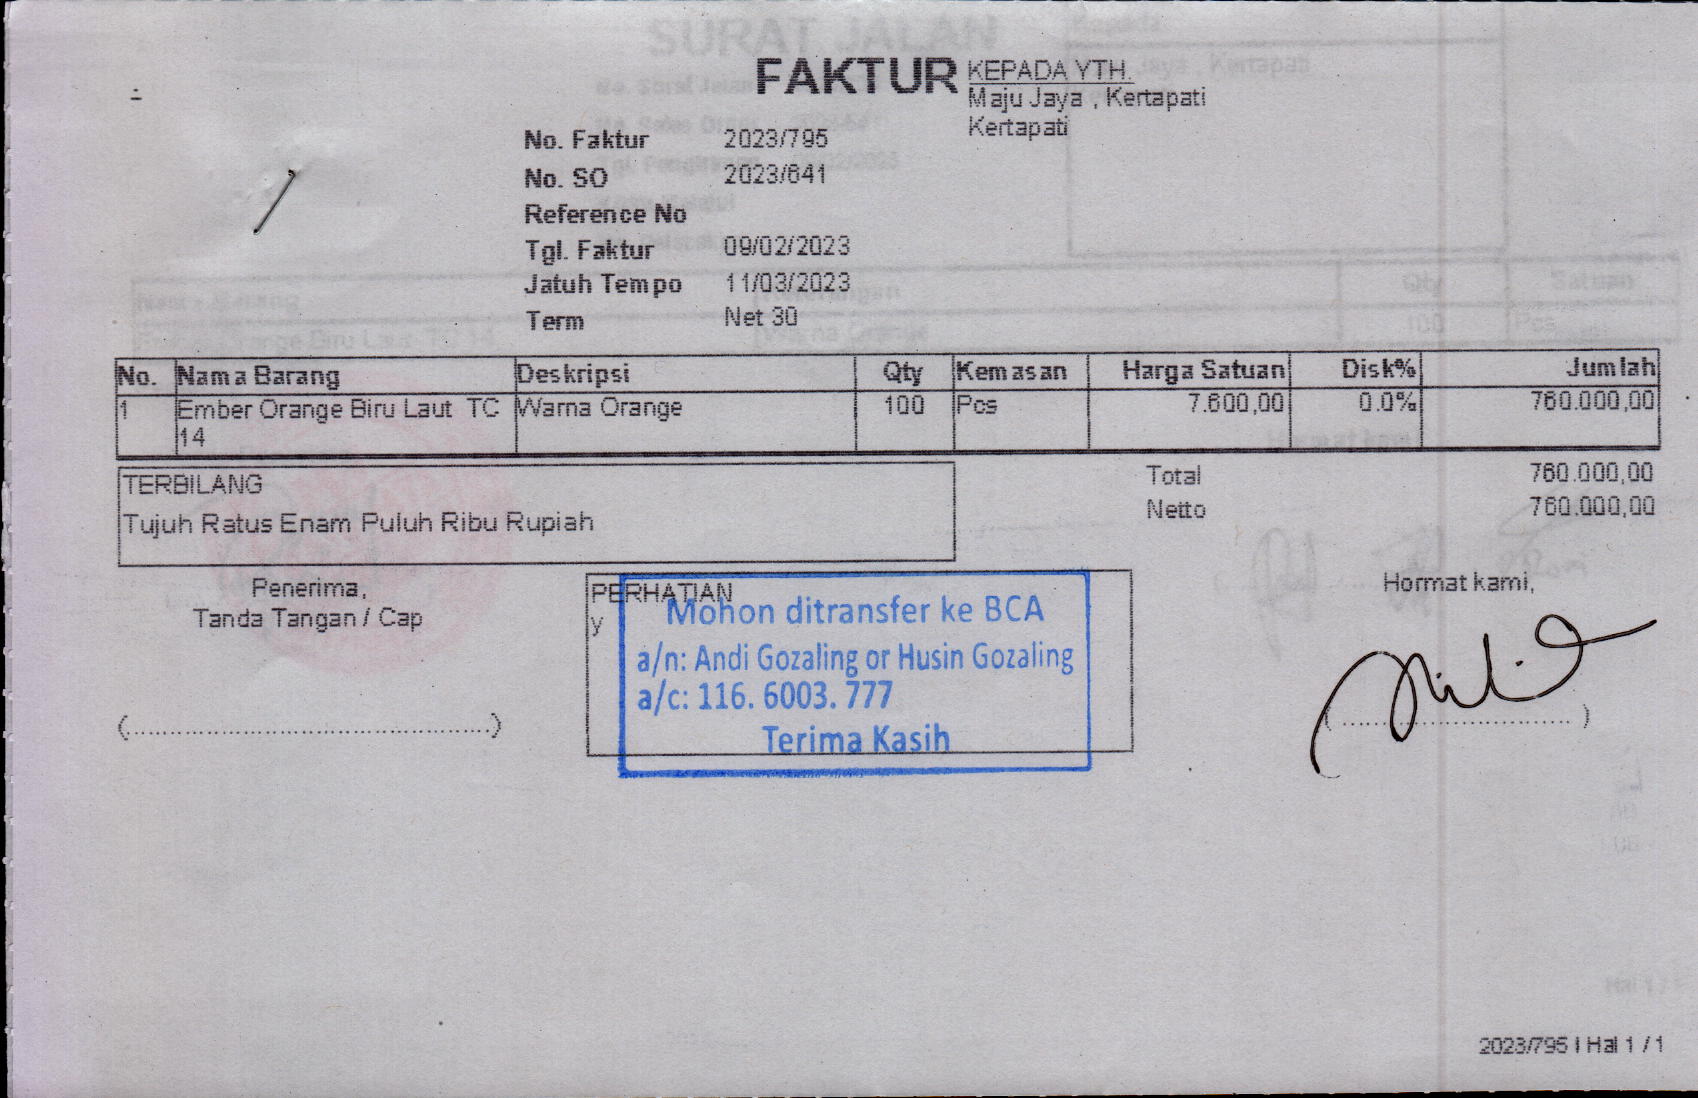 FAKTUR
KEPADA YTH.
Maju Jaya , Kertapati
Kertapati
No. Faktur 2023/795
No. SO 2023/641
Reference No
Tgl. Faktur 09/02/2023
Jatuh Tempo 11/03/2023
Term Net 30
No. Nama Barang Deskripsi Qty Kemasan Harga Satuan Disk% Jumlah
1 Ember Orange Biru Laut TC Warna Orange 100 Pcs 7.600,00 0.0% 760.000,00
14
TERBILANG
Tujuh Ratus Enam Puluh Ribu Rupiah
Total 760.000,00
Netto 760.000,00
Penerima,
Tanda Tangan / Cap
(................................................)
PERHATIAN
y
Mohon ditransfer ke BCA
a/n: Andi Gozaling or Husin Gozaling
a/c: 116. 6003. 777
Terima Kasih
Hormat kami,
(................................)
2023/795 | Hal 1 / 1
SURAT JALAN